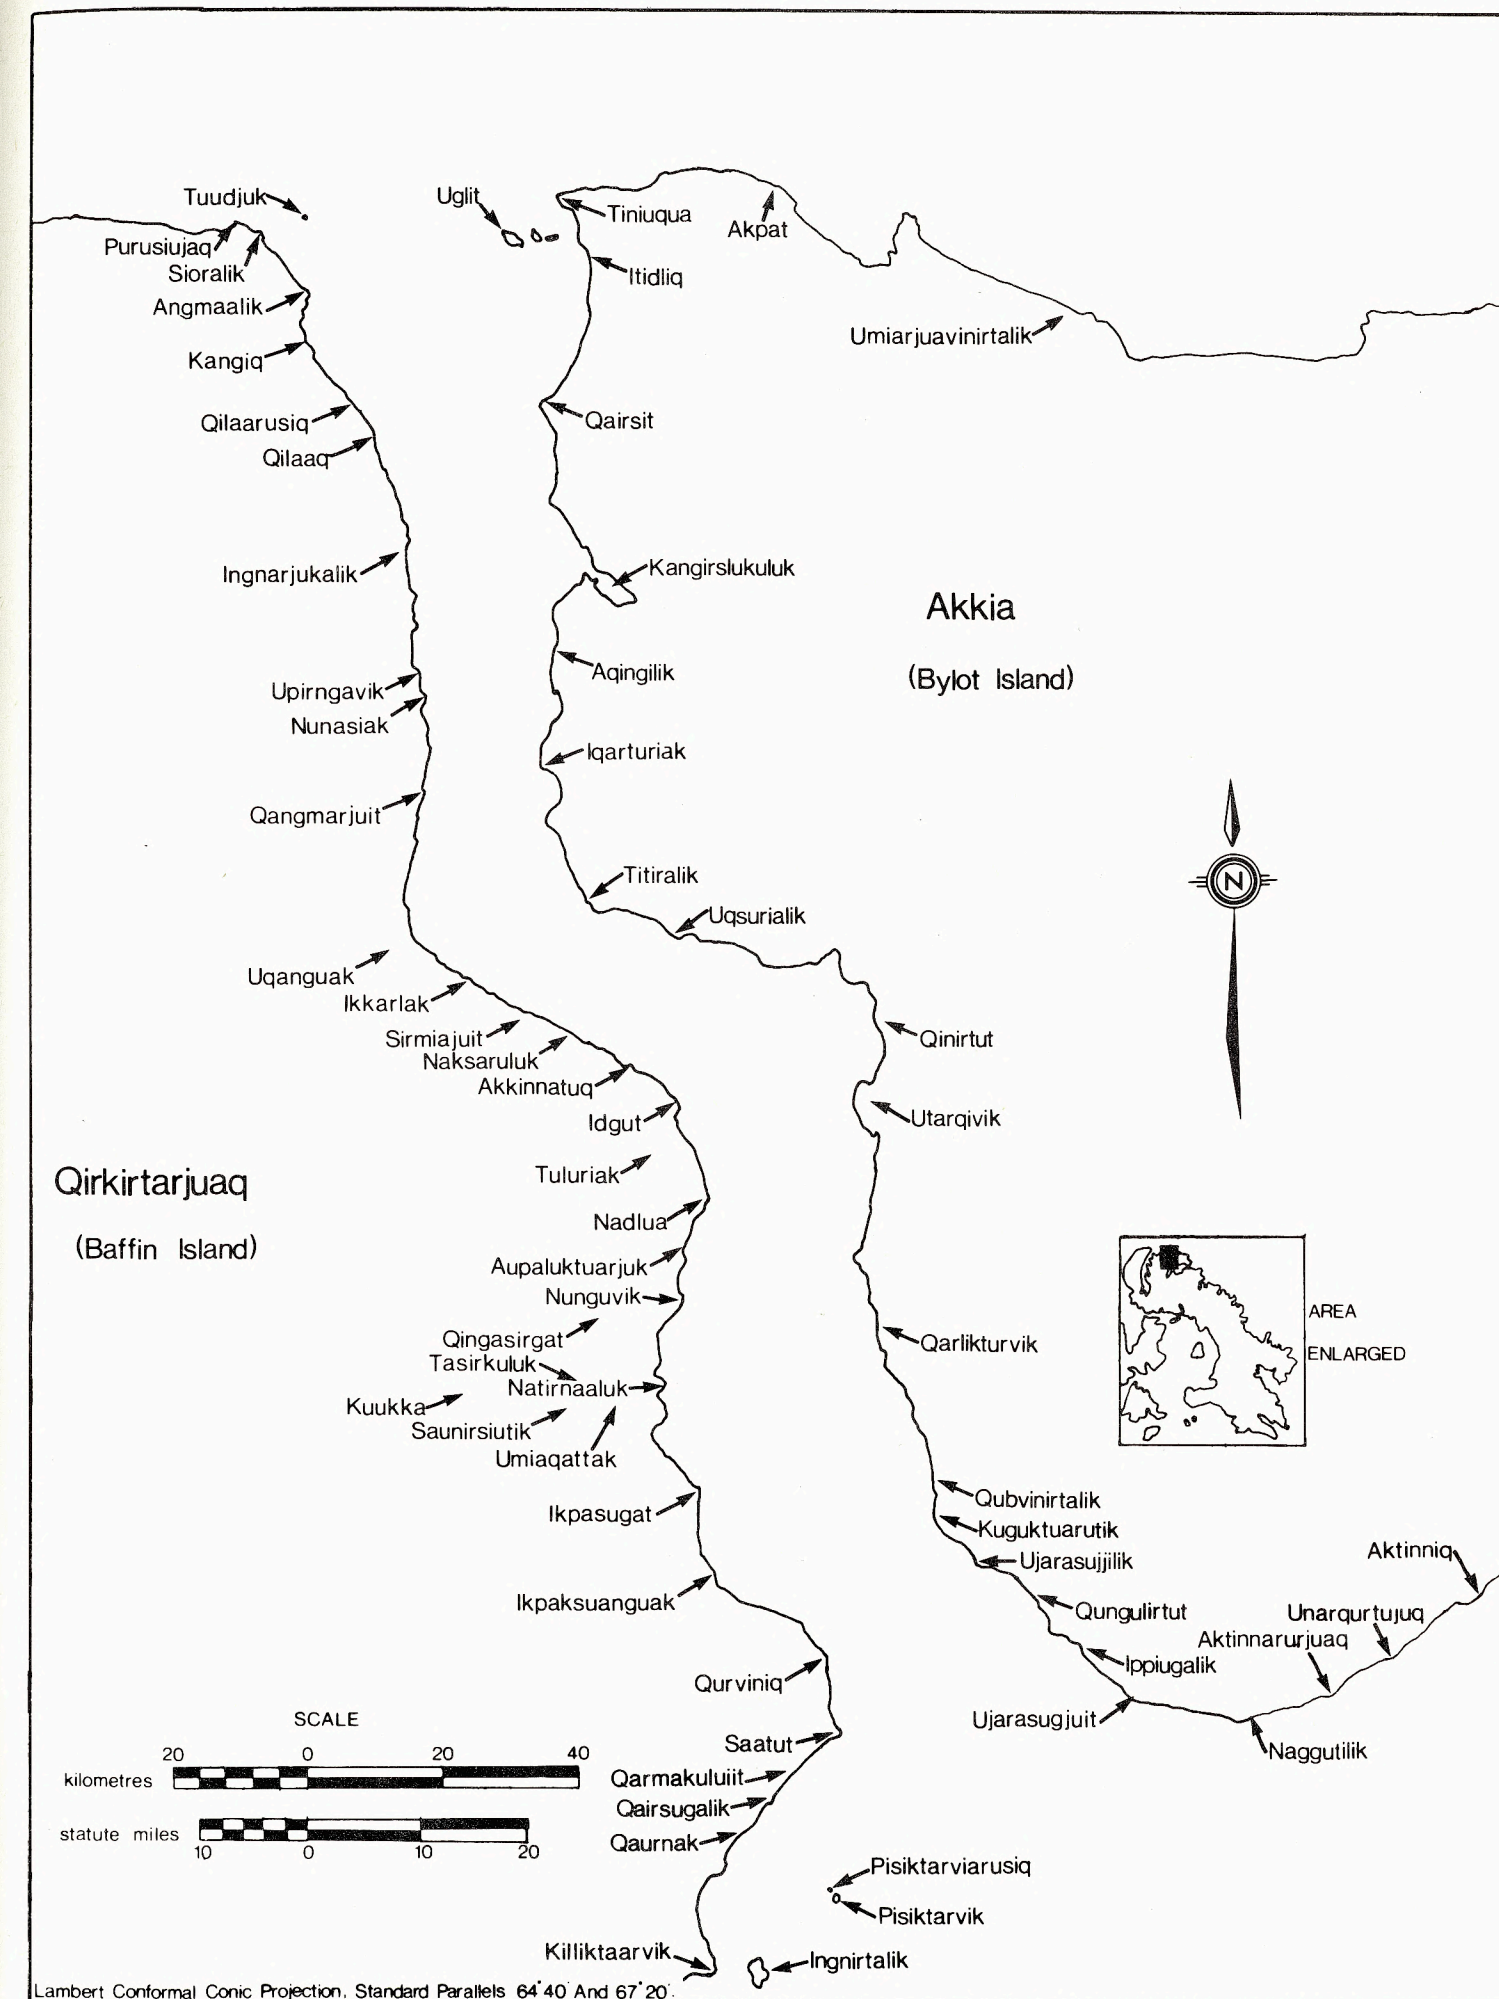 Tuudjuk
Uglit
Tiniuqua
Akpat
Purusiujaq
Sioralik
Itidliq
Angmaalik
Umiarjuavinirtalik
Kangiq
Qilaarusiq
Qairsit
Qilaaq
Ingnarjukalik
Kangirslukuluk
Akkia
(Bylot Island)
Aqingilik
Upirngavik
Nunasiak
Iqarturiak
Qangmarjuit
Titiralik
N
Uqsurialik
Uqanguak
Ikkarlak
Sirmiajuit
Qinirtut
Naksaruluk
Akkinnatuq
Idgut
Utarqivik
Tuluriak
Qirkirtarjuaq
(Baffin Island)
Nadlua
Aupaluktuarjuk
Nunguvik
AREA
ENLARGED
Qingasirgat
Qarlikturvik
Tasirkuluk
Natirnaaluk
Kuukka
Saunirsiutik
Umiaqattak
Ikpasugat
Qubvinirtalik
Kuguktuarutik
Ujarasujjilik
Aktinniq
Ikpaksuanguak
Qungulirtut
Unarqurtujuq
Aktinnarurjuaq
Ippiugalik
Qurviniq
Ujarasugjuit
Naggutilik
SCALE
20 0 20 40
kilometres
statute miles
10 0 10 20
Saatut
Qarmakuluiit
Qairsugalik
Qaurnak
Pisiktarviarusiq
Pisiktarvik
Killiktaarvik
Ingnirtalik
Lambert Conformal Conic Projection, Standard Parallels 64°40' And 67°20'.